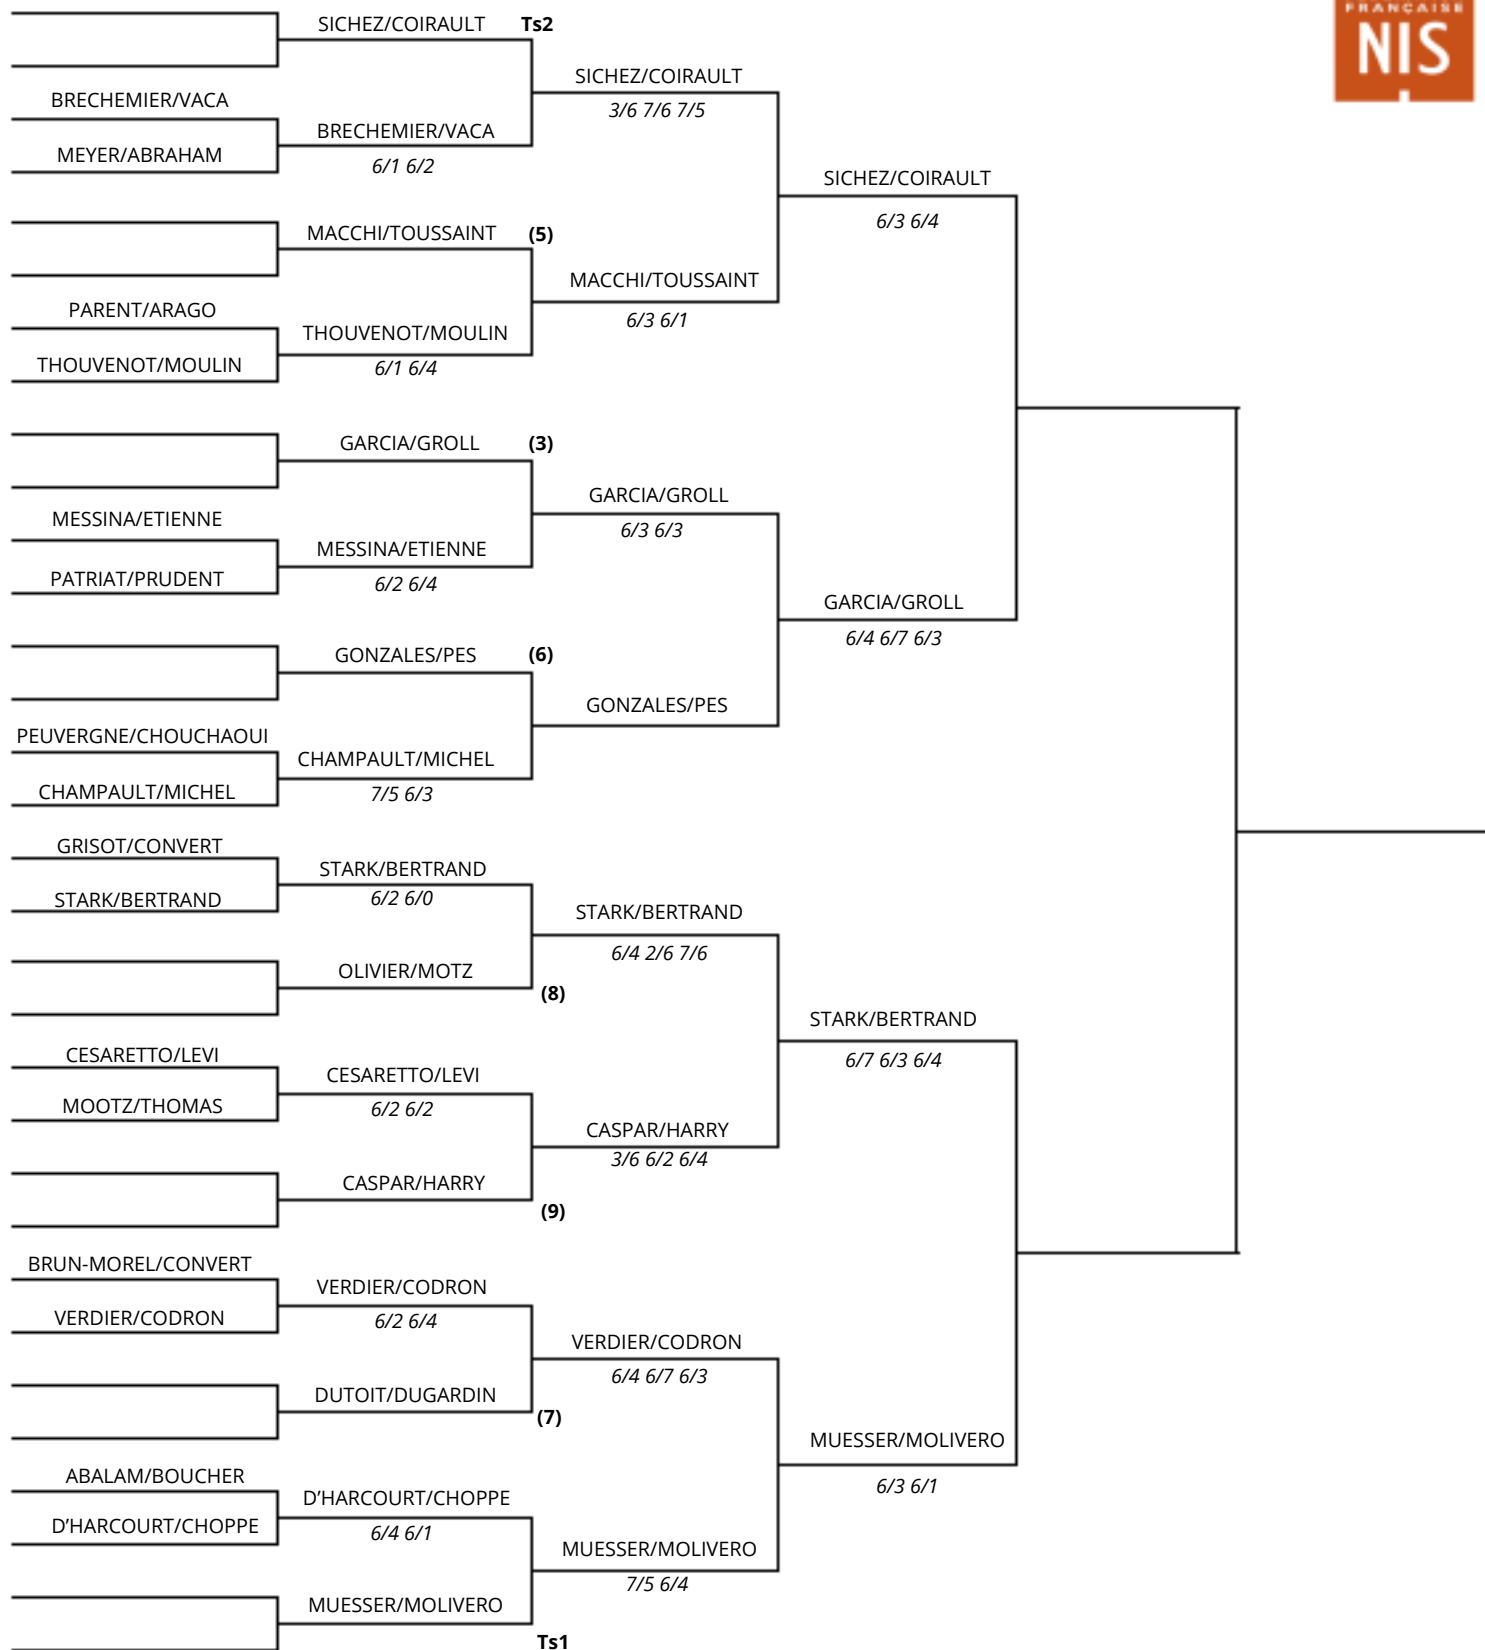 FRANÇAISE
NIS
SICHEZ/COIRAULT Ts2
SICHEZ/COIRAULT
3/6 7/6 7/5
BRECHEMIER/VACA
BRECHEMIER/VACA
MEYER/ABRAHAM
6/1 6/2
SICHEZ/COIRAULT
6/3 6/4
MACCHI/TOUSSAINT (5)
MACCHI/TOUSSAINT
6/3 6/1
PARENT/ARAGO
THOUVENOT/MOULIN
THOUVENOT/MOULIN
6/1 6/4
GARCIA/GROLL (3)
GARCIA/GROLL
6/3 6/3
MESSINA/ETIENNE
MESSINA/ETIENNE
PATRIAT/PRUDENT
6/2 6/4
GARCIA/GROLL
6/4 6/7 6/3
GONZALES/PES (6)
GONZALES/PES
PEUVERGNE/CHOUCHAOUI
CHAMPAULT/MICHEL
CHAMPAULT/MICHEL
7/5 6/3
GRISOT/CONVERT
STARK/BERTRAND
STARK/BERTRAND
6/2 6/0
STARK/BERTRAND
6/4 2/6 7/6
OLIVIER/MOTZ
(8)
STARK/BERTRAND
6/7 6/3 6/4
CESARETTO/LEVI
CESARETTO/LEVI
MOOTZ/THOMAS
6/2 6/2
CASPAR/HARRY
3/6 6/2 6/4
CASPAR/HARRY
(9)
BRUN-MOREL/CONVERT
VERDIER/CODRON
VERDIER/CODRON
6/2 6/4
VERDIER/CODRON
6/4 6/7 6/3
DUTOIT/DUGARDIN
(7)
MUESSER/MOLIVERO
6/3 6/1
ABALAM/BOUCHER
D'HARCOURT/CHOPPE
D'HARCOURT/CHOPPE
6/4 6/1
MUESSER/MOLIVERO
7/5 6/4
MUESSER/MOLIVERO
Ts1